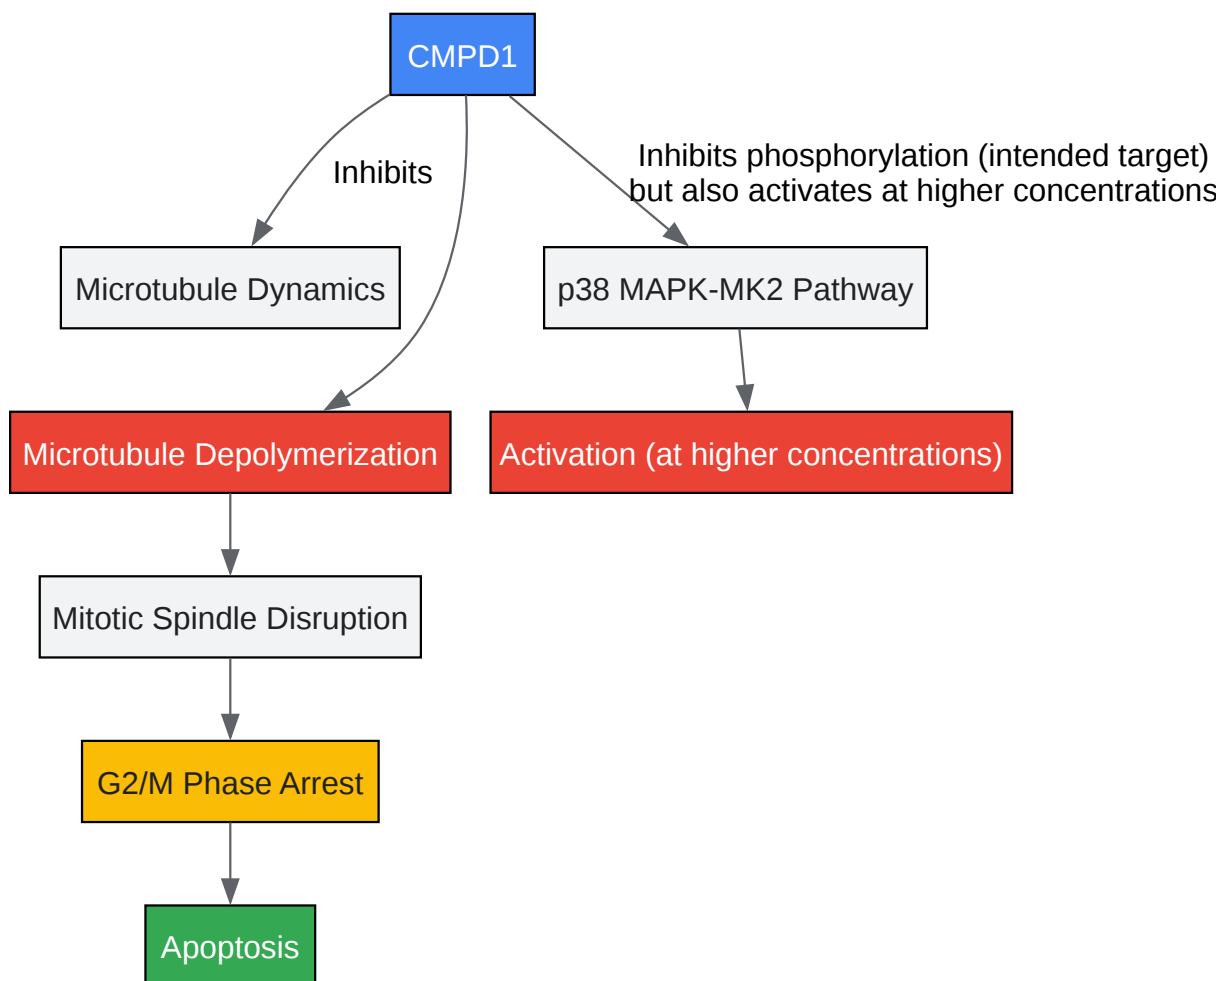 CMPD1
Inhibits
Inhibits phosphorylation (intended target)
but also activates at higher concentrations
Microtubule Dynamics
p38 MAPK-MK2 Pathway
Microtubule Depolymerization
Activation (at higher concentrations)
Mitotic Spindle Disruption
G2/M Phase Arrest
Apoptosis